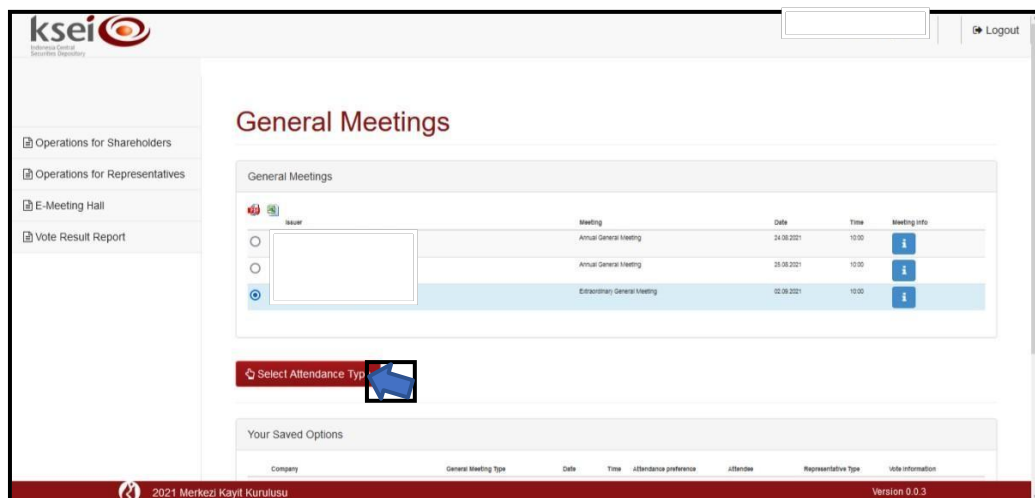 ksei
Indonesia Central
Securities Depository
Logout
Operations for Shareholders
Operations for Representatives
E-Meeting Hall
Vote Result Report
General Meetings
General Meetings
Issuer Meeting Date Time Meeting Info
Annual General Meeting 24.08.2021 10:00 i
Annual General Meeting 25.08.2021 10:00 i
Extraordinary General Meeting 02.09.2021 10:00 i
Select Attendance Typ
Your Saved Options
Company General Meeting Type Date Time Attendance preference Attendee Representative Type Vote Information
2021 Merkezi Kayit Kurulusu Version 0.0.3